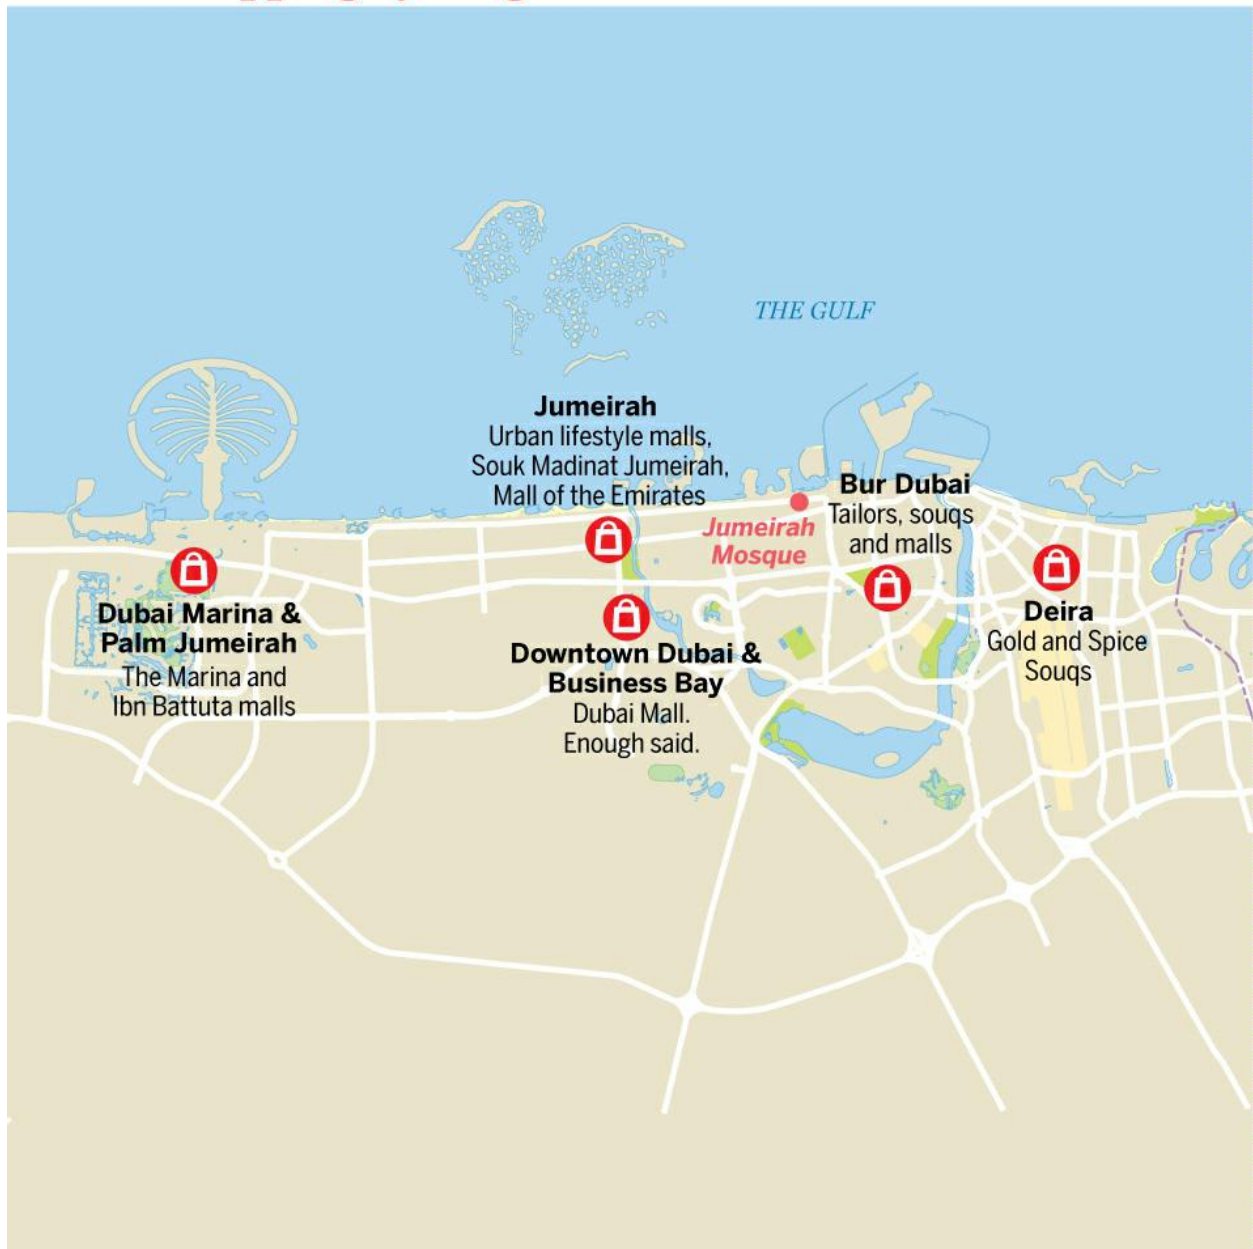 THE GULF
Jumeirah
Urban lifestyle malls,
Souk Madinat Jumeirah,
Mall of the Emirates
Bur Dubai
Tailors, souqs
and malls
Jumeirah
Mosque
Dubai Marina &
Palm Jumeirah
The Marina and
Ibn Battuta malls
Downtown Dubai &
Business Bay
Dubai Mall.
Enough said.
Deira
Gold and Spice
Souqs